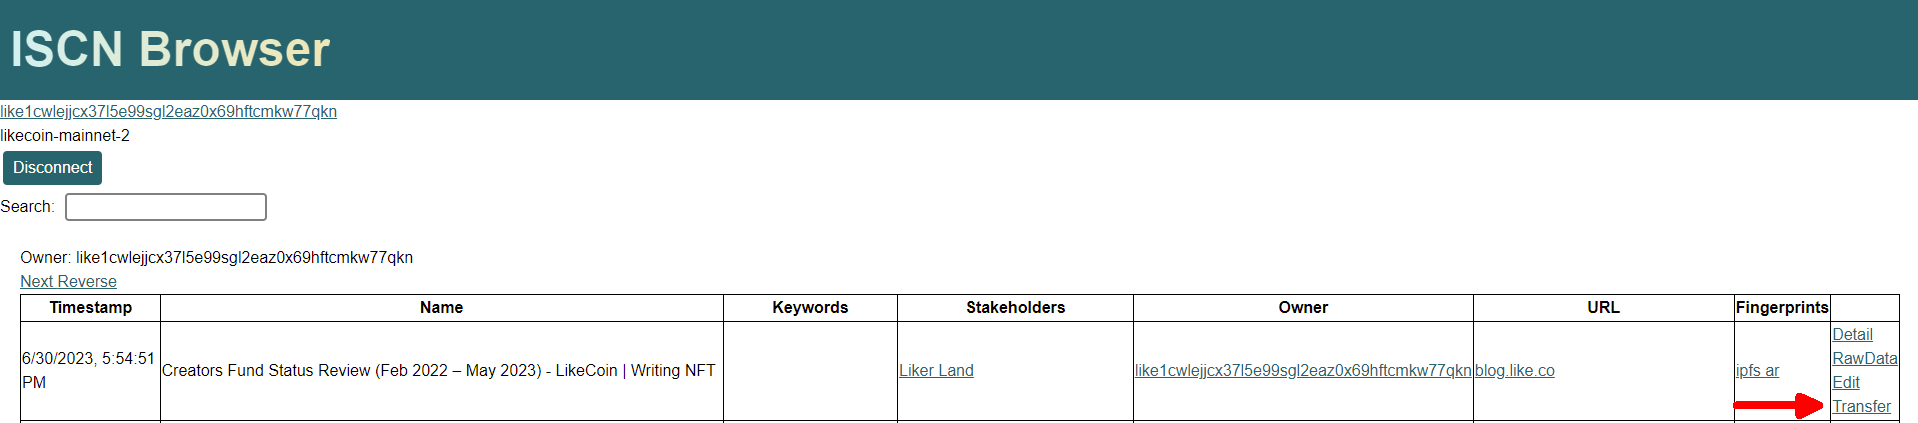 ISCN Browser
like1cwlejjcx37l5e99sgl2eaz0x69hftcmkw77qkn
likecoin-mainnet-2
Disconnect
Search:
Owner: like1cwlejjcx37l5e99sgl2eaz0x69hftcmkw77qkn
Next Reverse
Timestamp Name Keywords Stakeholders Owner URL Fingerprints
6/30/2023, 5:54:51 PM Creators Fund Status Review (Feb 2022 – May 2023) - LikeCoin | Writing NFT Liker Land like1cwlejjcx37l5e99sgl2eaz0x69hftcmkw77qkn blog.like.co ipfs ar
Detail
RawData
Edit
Transfer